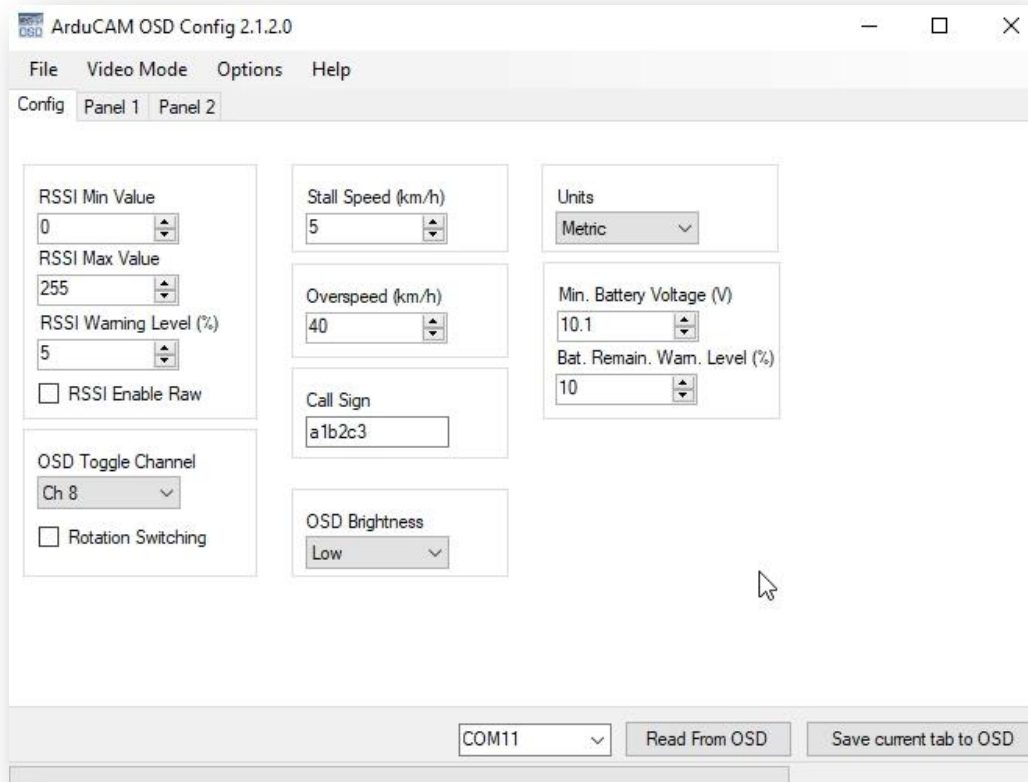 ArduCAM OSD Config 2.1.2.0
File Video Mode Options Help
Config Panel 1 Panel 2
RSSI Min Value
0
RSSI Max Value
255
RSSI Warning Level (%)
5
RSSI Enable Raw
OSD Toggle Channel
Ch 8
Rotation Switching
Stall Speed (km/h)
5
Overspeed (km/h)
40
Call Sign
a1b2c3
OSD Brightness
Low
Units
Metric
Min. Battery Voltage (V)
10.1
Bat. Remain. Warn. Level (%)
10
COM11 Read From OSD Save current tab to OSD